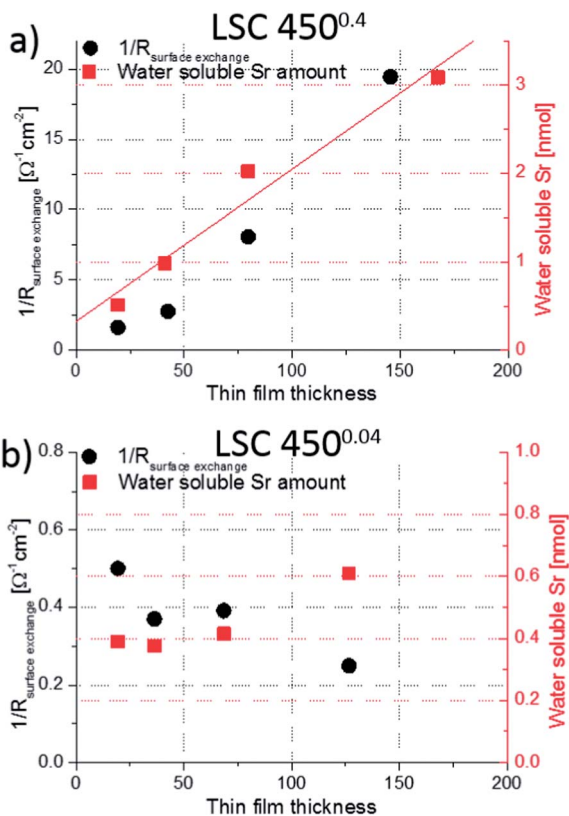 a)
LSC 450^0.4
1/R_surface exchange
Water soluble Sr amount
1/R_surface exchange [Ω⁻¹cm⁻²]
20
15
10
5
0
3
2
1
0
Water soluble Sr [nmol]
0 50 100 150 200
Thin film thickness
b)
LSC 450^0.04
1/R_surface exchange
Water soluble Sr amount
1/R_surface exchange [Ω⁻¹cm⁻²]
0.8
0.6
0.4
0.2
0.0
1.0
0.8
0.6
0.4
0.2
0.0
Water soluble Sr [nmol]
0 50 100 150 200
Thin film thickness